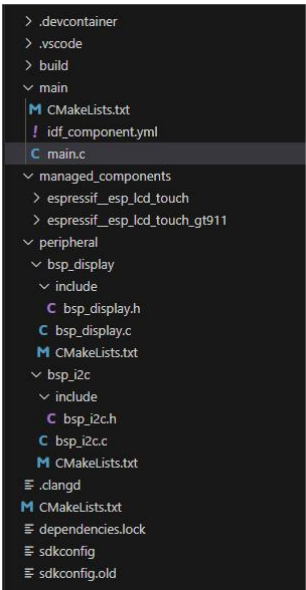 .devcontainer
.vscode
build
main
CMakeLists.txt
idf_component.yml
main.c
managed_components
espressif__esp_lcd_touch
espressif__esp_lcd_touch_gt911
peripheral
bsp_display
include
bsp_display.h
bsp_display.c
CMakeLists.txt
bsp_i2c
include
bsp_i2c.h
bsp_i2c.c
CMakeLists.txt
.clangd
CMakeLists.txt
dependencies.lock
sdkconfig
sdkconfig.old